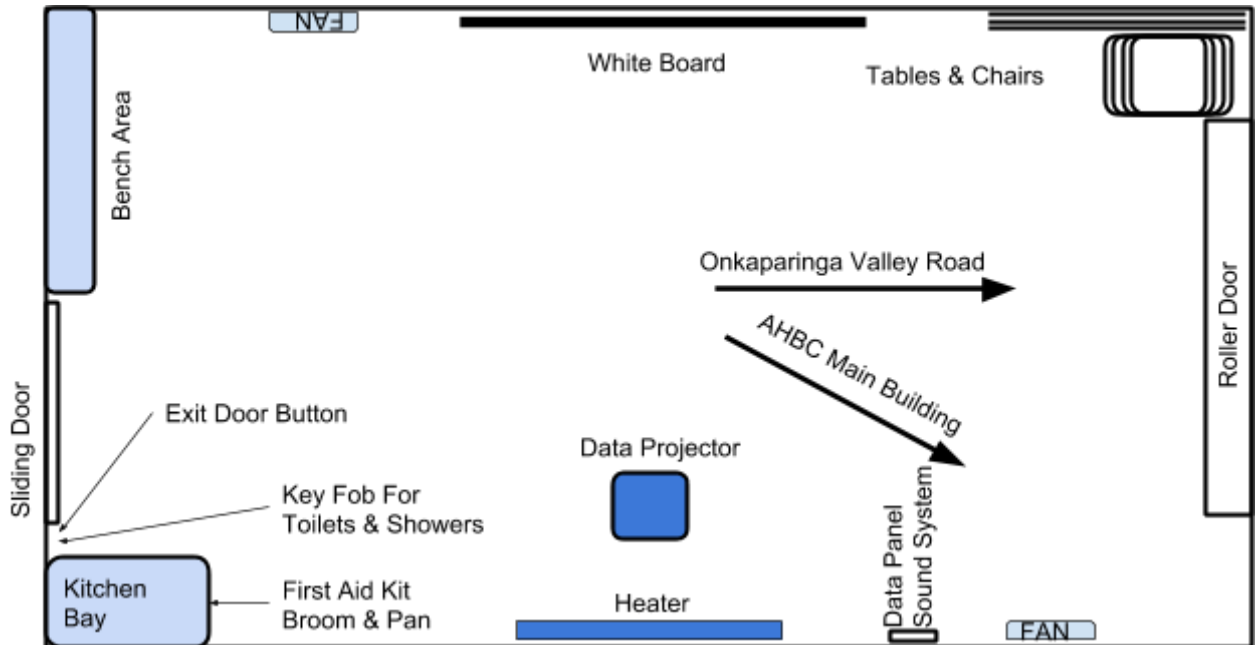 FAN
White Board
Tables & Chairs
Bench Area
Onkaparinga Valley Road
Roller Door
AHBC Main Building
Sliding Door
Exit Door Button
Data Projector
Key Fob For
Toilets & Showers
Data Panel
Sound System
Kitchen
Bay
First Aid Kit
Broom & Pan
Heater
FAN